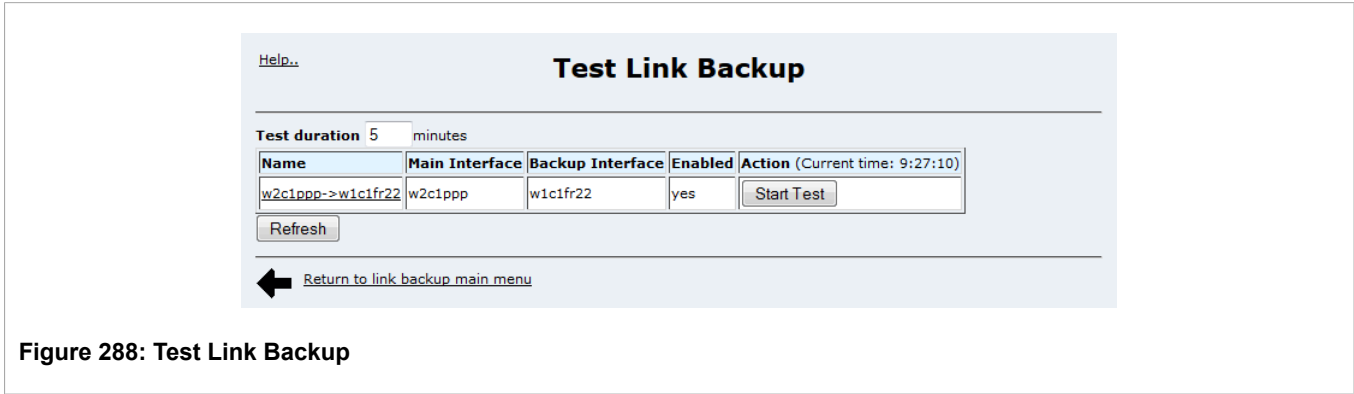 Help..
Test Link Backup
Test duration 5 minutes
Name Main Interface Backup Interface Enabled Action (Current time: 9:27:10)
w2c1ppp->w1c1fr22 w2c1ppp w1c1fr22 yes Start Test
Refresh
Return to link backup main menu
Figure 288: Test Link Backup